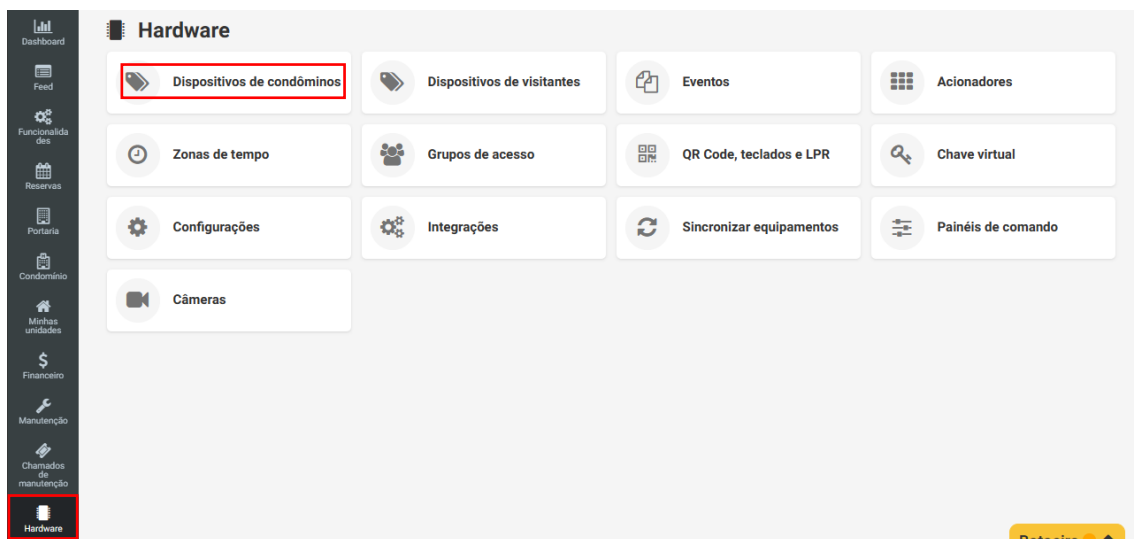 Dashboard
Feed
Funcionalida
des
Reservas
Portaria
Condomínio
Minhas
unidades
Financeiro
Manutenção
Chamados
de
manutenção
Hardware
Hardware
Dispositivos de condôminos
Dispositivos de visitantes
Eventos
Acionadores
Zonas de tempo
Grupos de acesso
QR Code, teclados e LPR
Chave virtual
Configurações
Integrações
Sincronizar equipamentos
Painéis de comando
Câmeras